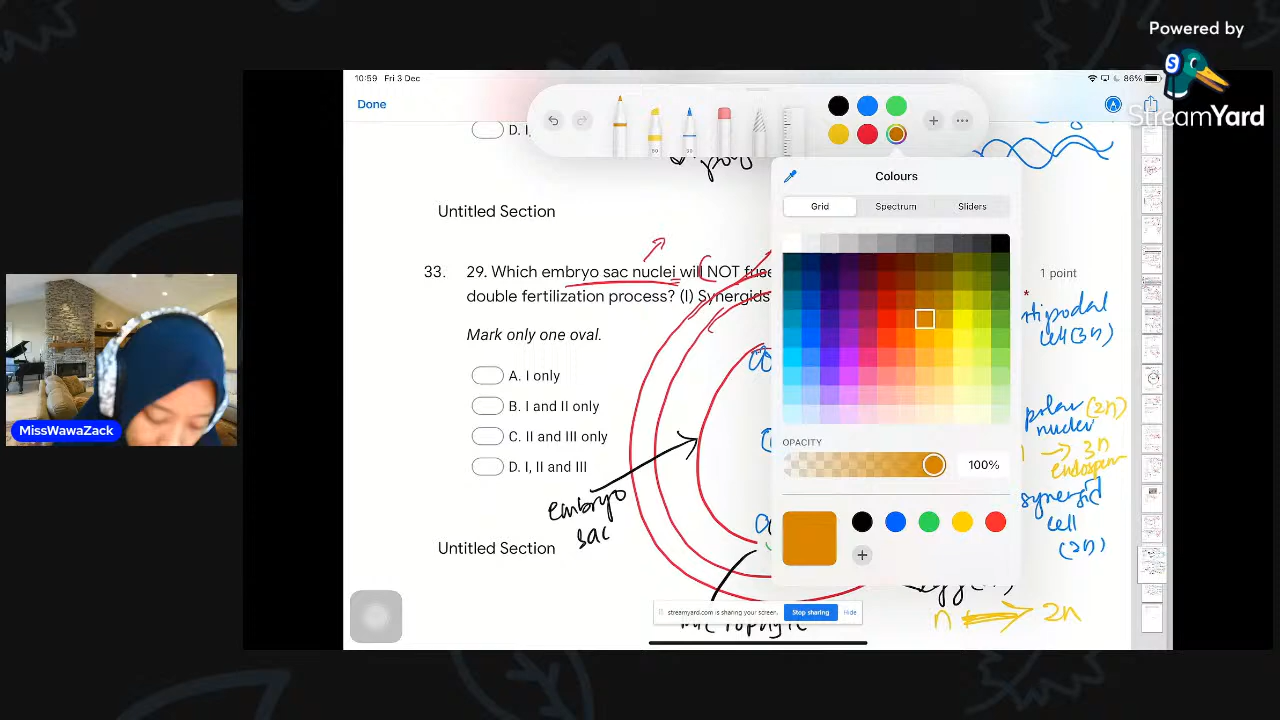 Powered by
StreamYard
10:59 Fri 3 Dec
86%
Done
D. I,
Colours
Grid
Spectrum
Sliders
Untitled Section
33.
29. Which embryo sac nuclei will NOT fuse
1 point
double fertilization process? (I) Synergids
*
Mark only one oval.
A. I only
B. I and II only
C. II and III only
D. I, II and III
cell (3n)
polar (2n)
nuclei
→ 3n
OPACITY
100%
embryo
sac
synergid
cell
(2n)
Untitled Section
MissWawaZack
streamyard.com is sharing your screen.
Stop sharing
Hide
n → 2n